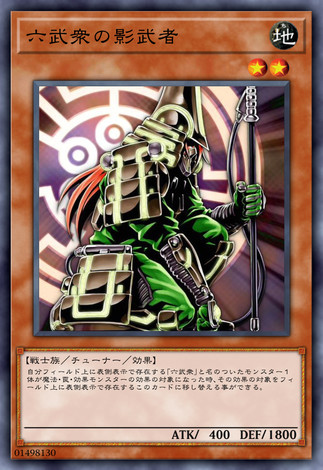 六武衆の影武者
地
【戦士族／チューナー／効果】
自分フィールド上に表側表示で存在する「六武衆」と名のついたモンスター１
体が魔法・罠・効果モンスターの効果の対象になった時、その効果の対象をフィ
ールド上に表側表示で存在するこのカードに移し替える事ができる。
ATK/ 400 DEF/1800
01498130